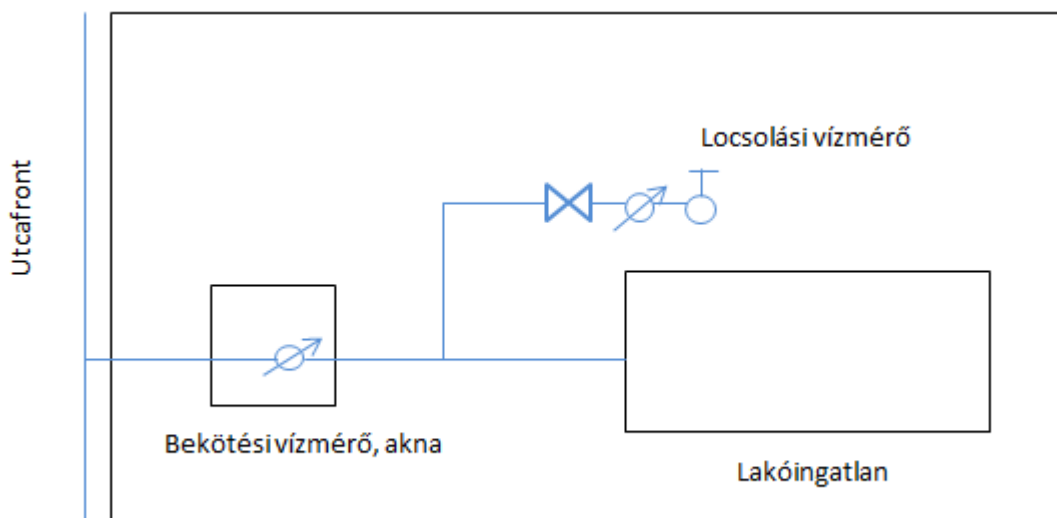 Locsolási vízmérő
Utcafront
Bekötési vízmérő, akna
Lakóingatlan